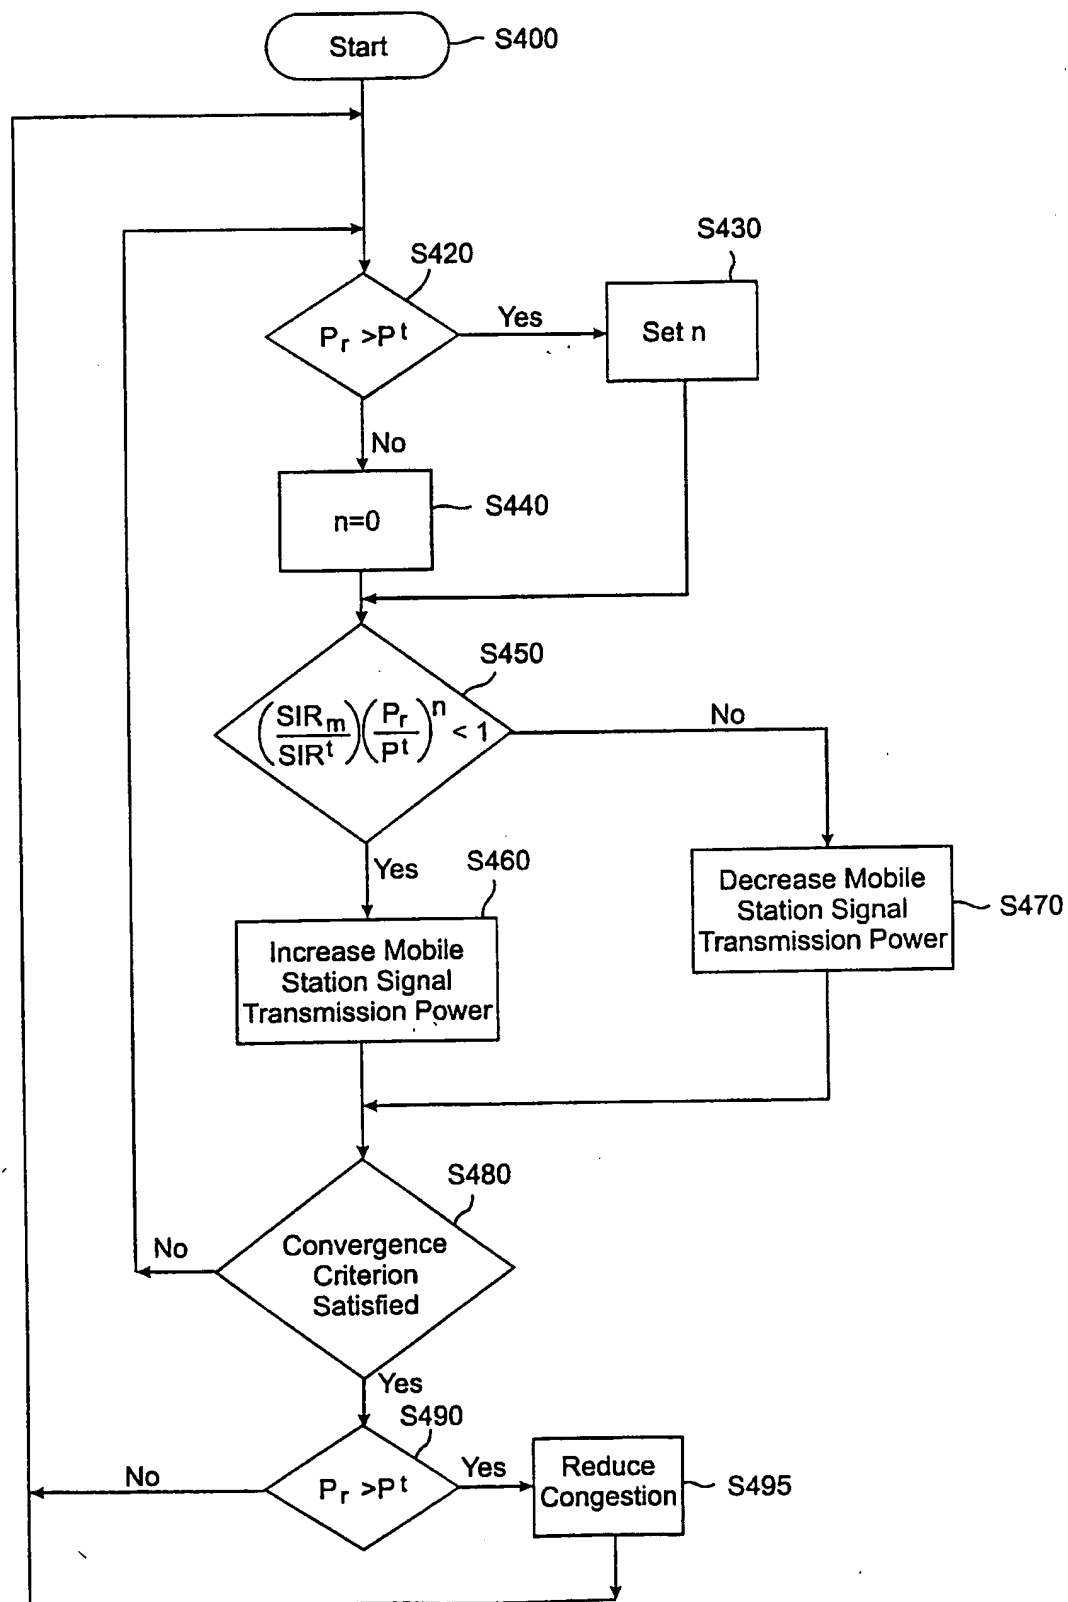 Start
S400
S420
S430
Pr >Pt
Yes
Set n
No
n=0
S440
S450
(SIRm/SIRt)(Pr/Pt)n < 1
No
Yes
S460
Increase Mobile
Station Signal
Transmission Power
Decrease Mobile
Station Signal
Transmission Power
S470
S480
Convergence
Criterion
Satisfied
No
Yes
S490
Pr >Pt
No
Yes
Reduce
Congestion
S495